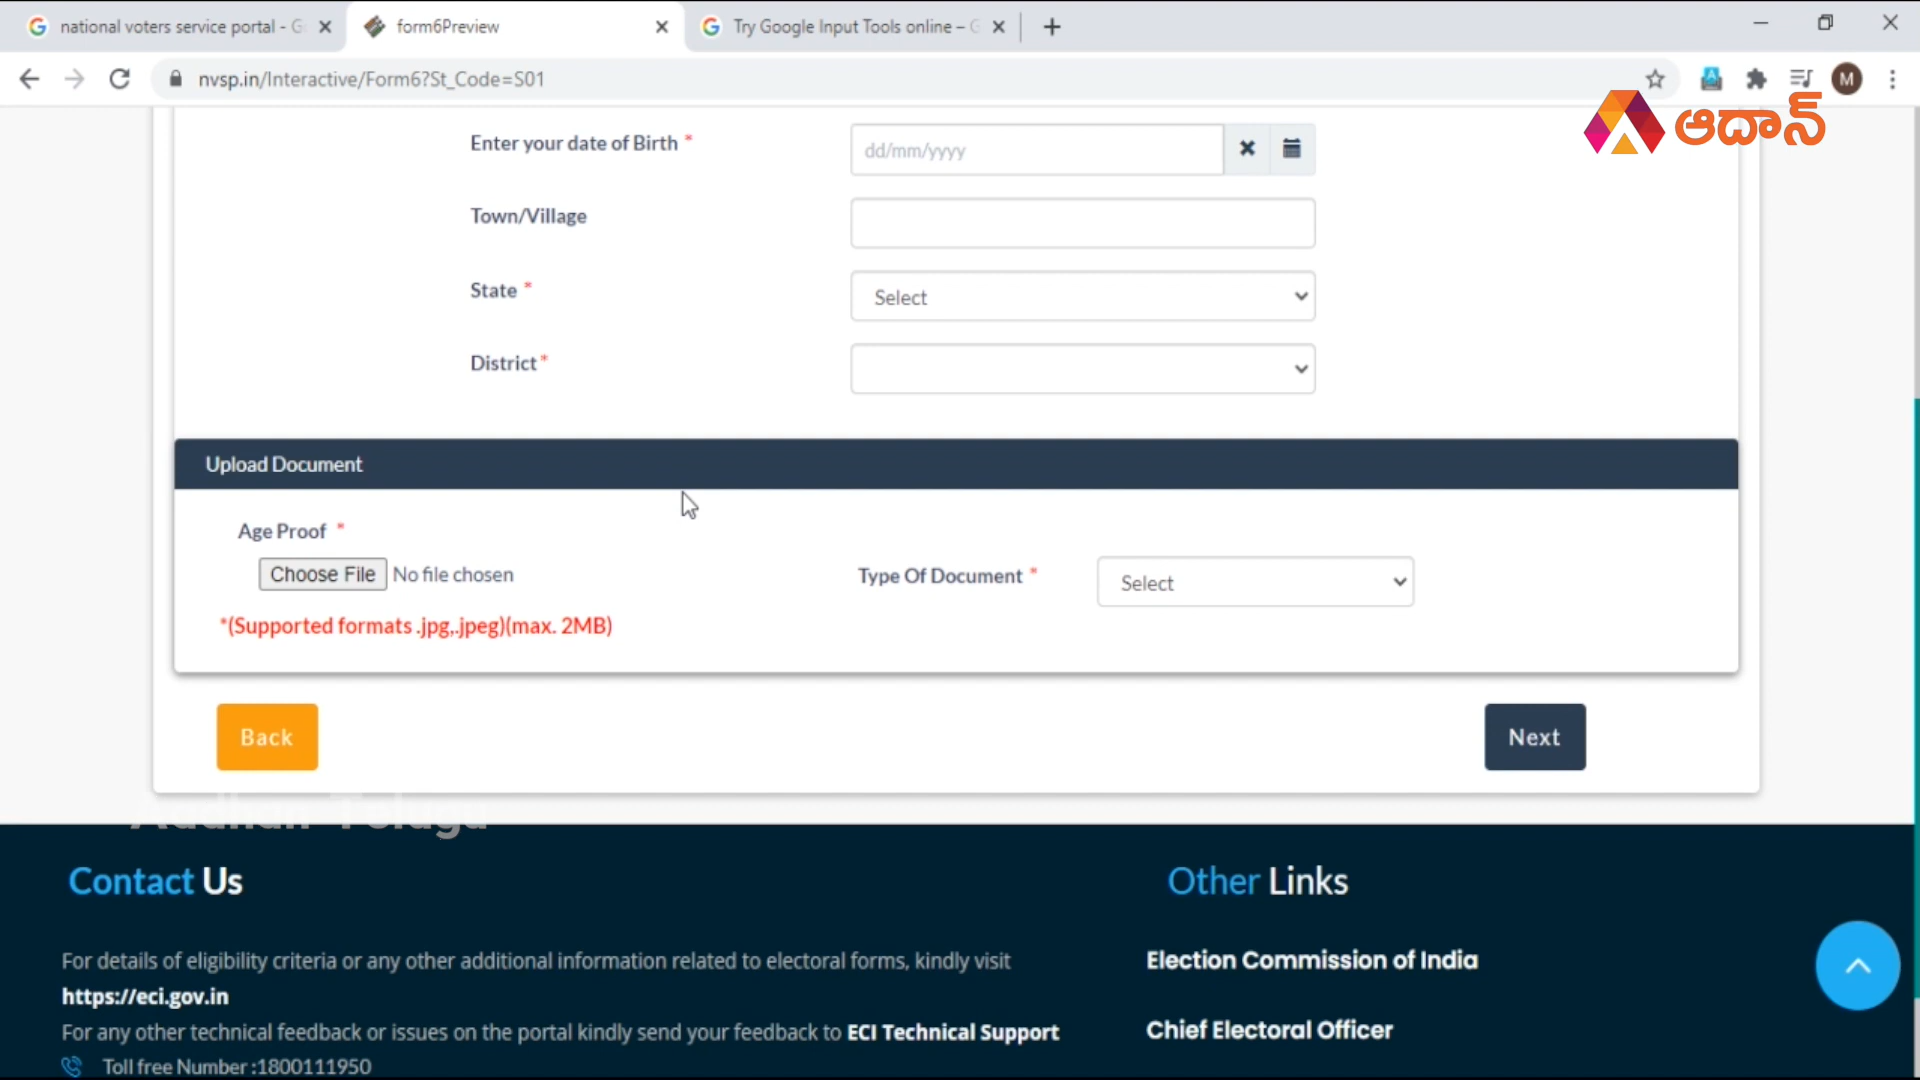 national voters service portal - G
form6Preview
Try Google Input Tools online – G
nvsp.in/Interactive/Form6?St_Code=S01
M
ఆదాన్
Enter your date of Birth *
dd/mm/yyyy
Town/Village
State *
Select
District *
Upload Document
Age Proof *
Choose File No file chosen
Type Of Document *
Select
*(Supported formats .jpg,.jpeg)(max. 2MB)
Back
Next
Aadhan Telugu
Contact Us
Other Links
For details of eligibility criteria or any other additional information related to electoral forms, kindly visit
https://eci.gov.in
For any other technical feedback or issues on the portal kindly send your feedback to ECI Technical Support
Toll free Number :1800111950
Election Commission of India
Chief Electoral Officer